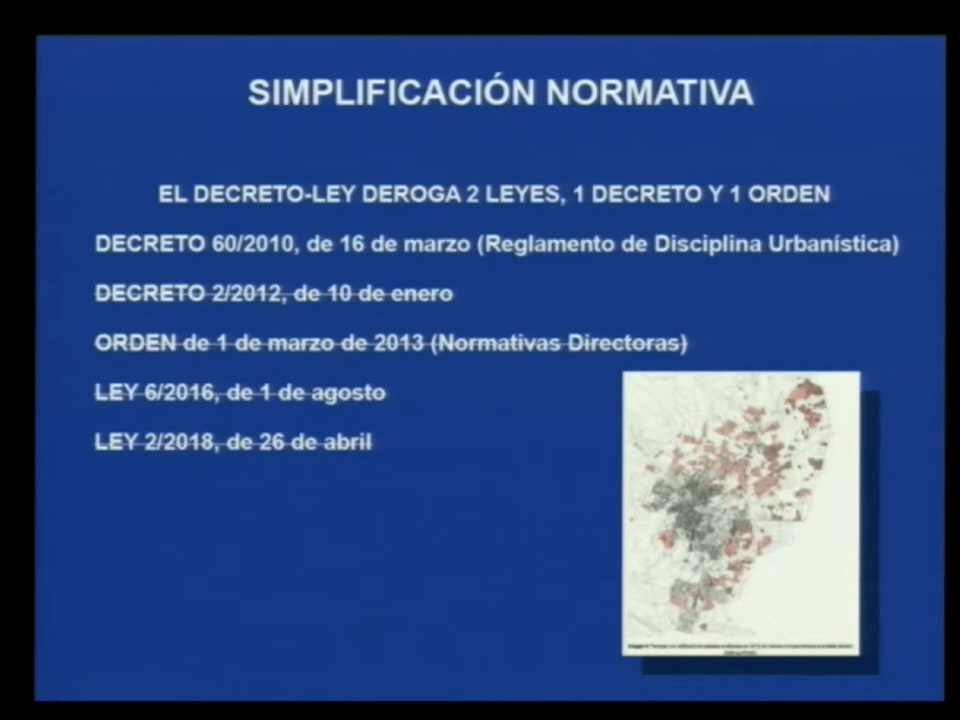 SIMPLIFICACIÓN NORMATIVA
EL DECRETO-LEY DEROGA 2 LEYES, 1 DECRETO Y 1 ORDEN
DECRETO 60/2010, de 16 de marzo (Reglamento de Disciplina Urbanística)
DECRETO 2/2012, de 10 de enero
ORDEN de 1 de marzo de 2013 (Normativas Directoras)
LEY 6/2016, de 1 de agosto
LEY 2/2018, de 26 de abril